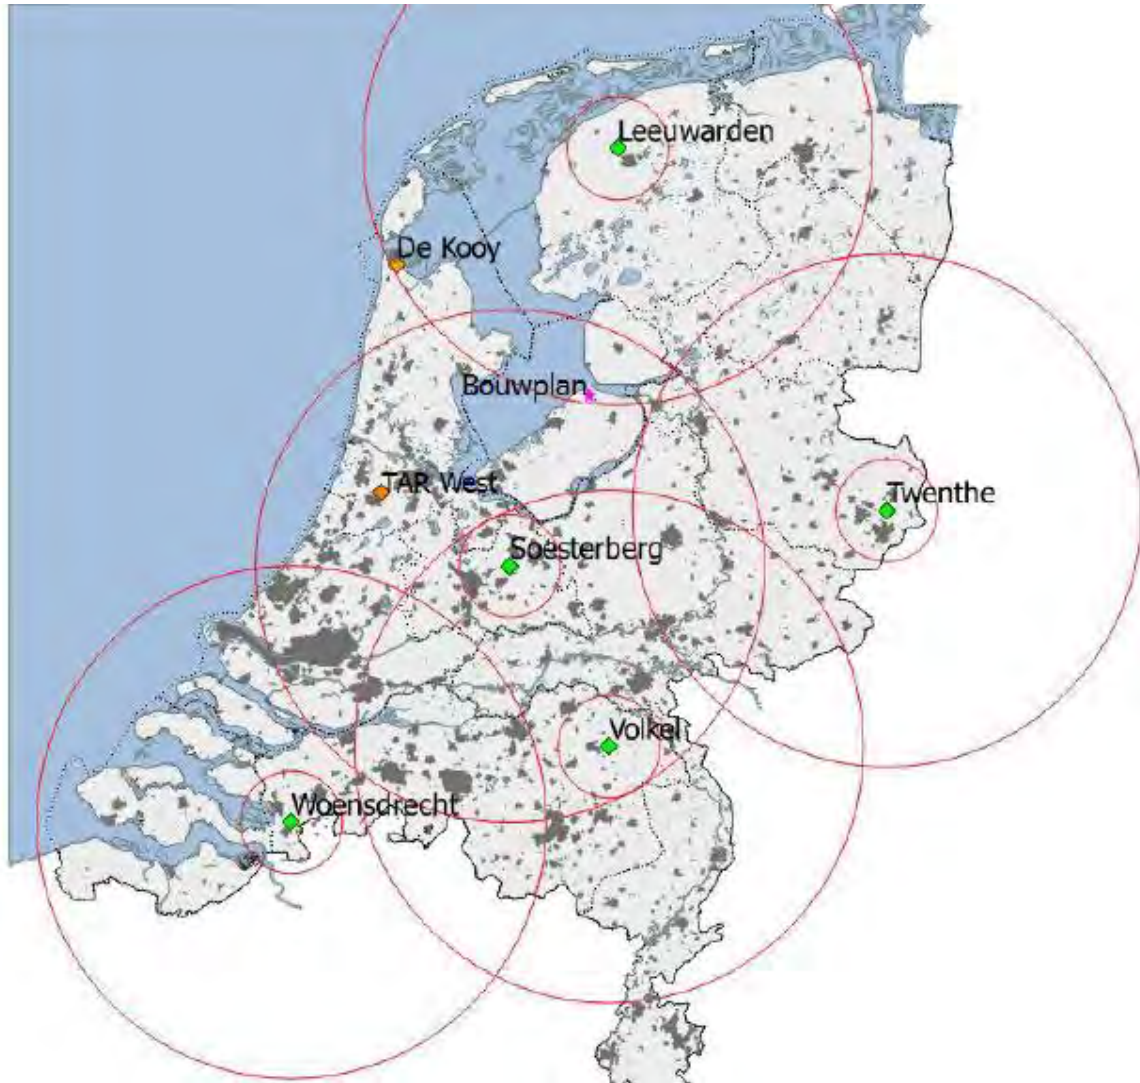 Leeuwarden
De Kooy
Bouwplan
TAR West
Twenthe
Soesterberg
Volkel
Woensdrecht